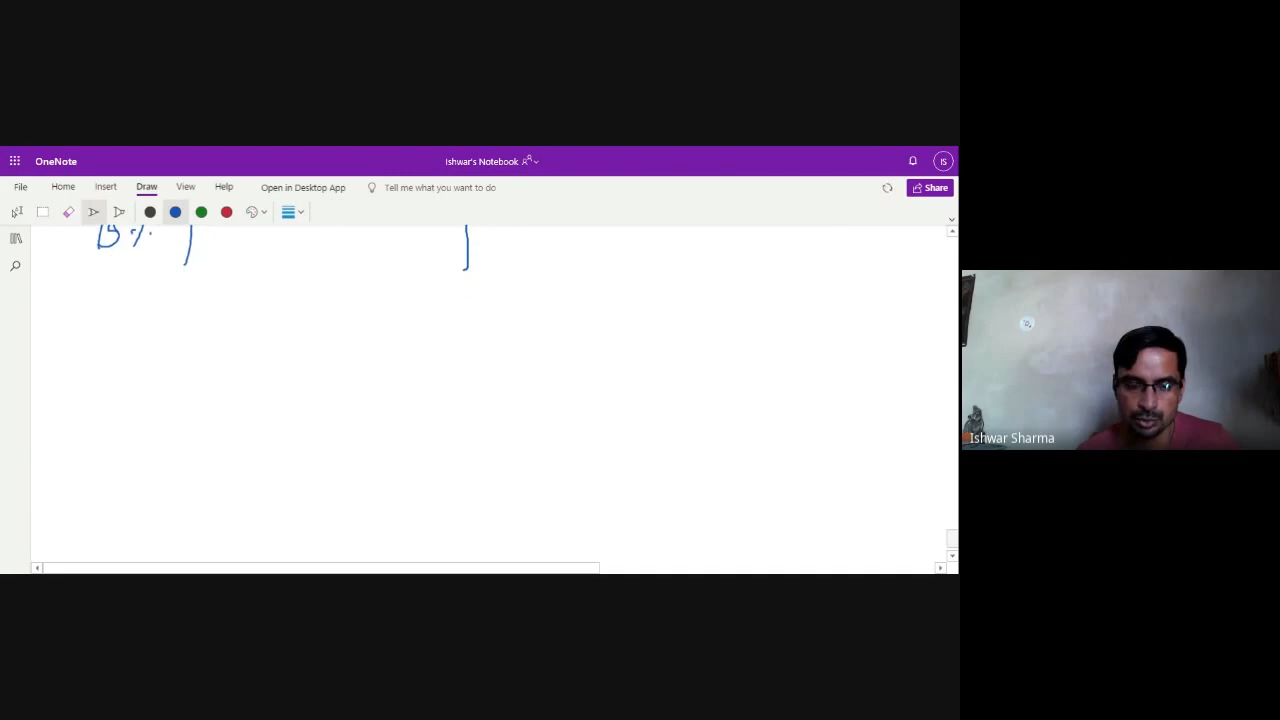 OneNote
Ishwar's Notebook
IS
File Home Insert Draw View Help Open in Desktop App Tell me what you want to do
Share
B %.
Ishwar Sharma